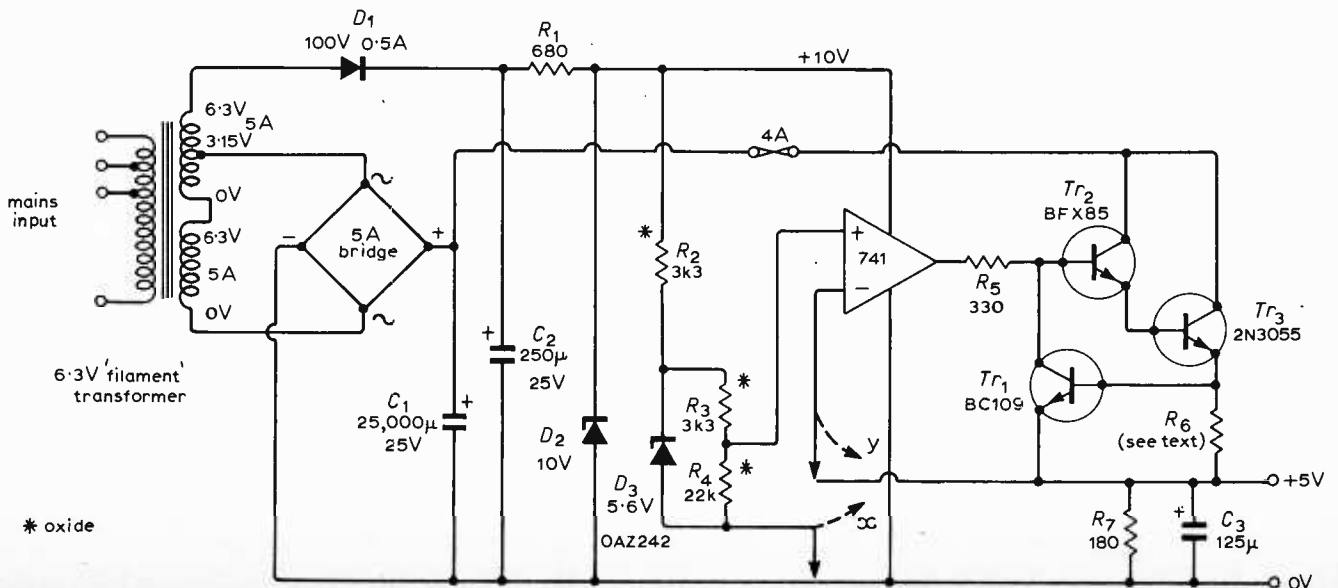 D1
100V 0·5A
R1
680
+10V
6·3V
5A
3·15V
0V
6·3V
5A
0V
mains
input
6·3V 'filament'
transformer
~
5A
bridge
−
+
~
4A
+
C1
25,000µ
25V
+
C2
250µ
25V
D2
10V
*
R2
3k3
*
R3
3k3
*
R4
22k
D3
5·6V
OAZ242
+
741
−
y
x
R5
330
Tr2
BFX85
Tr3
2N3055
Tr1
BC109
R6
(see text)
+5V
R7
180
+
C3
125µ
0V
* oxide